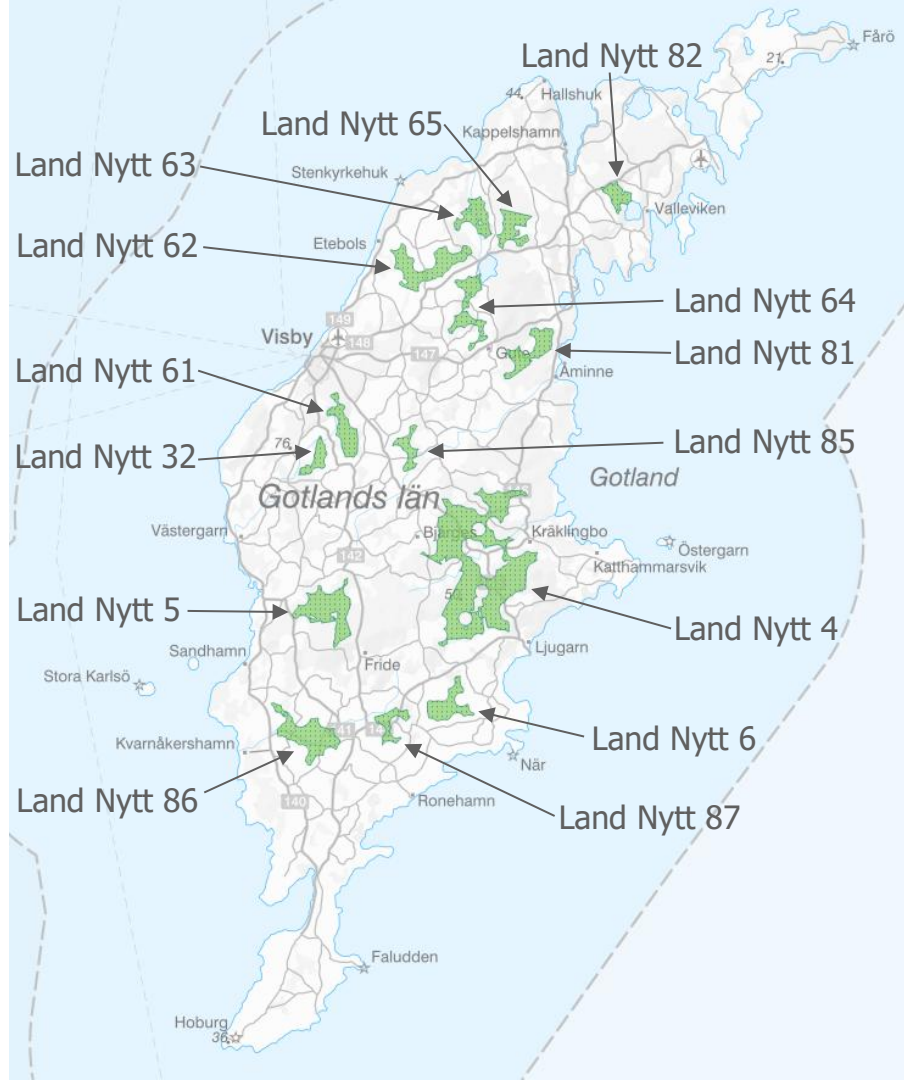 Fårö
Land Nytt 82
21
44
Hallshuk
Land Nytt 65
Kappelshamn
Land Nytt 63
Stenkyrkehuk
Valleviken
Etebols
Land Nytt 62
Land Nytt 64
149
Visby
148
147
Land Nytt 81
Åminne
Land Nytt 61
76
Land Nytt 85
Land Nytt 32
Gotland
Gotlands län
Västergarn
Kräklingbo
Östergarn
142
Katthammarsvik
Land Nytt 5
Land Nytt 4
Ljugarn
Sandhamn
Fride
Stora Karlsö
Land Nytt 6
Kvarnåkershamn
När
Land Nytt 86
140
Ronehamn
Land Nytt 87
Faludden
Hoburg
36